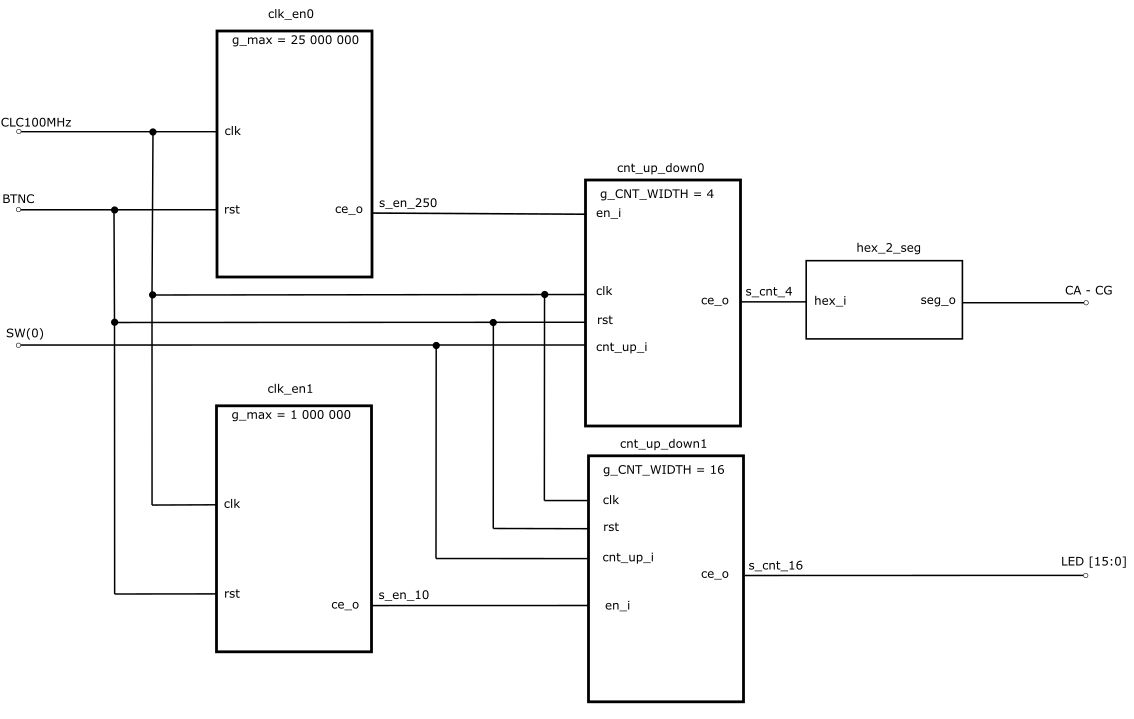 clk_en0
g_max = 25 000 000
CLC100MHz
clk
BTNC
rst
ce_o
s_en_250
cnt_up_down0
g_CNT_WIDTH = 4
en_i
clk
rst
cnt_up_i
ce_o
s_cnt_4
hex_2_seg
hex_i
seg_o
CA - CG
SW(0)
clk_en1
g_max = 1 000 000
clk
rst
ce_o
s_en_10
cnt_up_down1
g_CNT_WIDTH = 16
clk
rst
cnt_up_i
en_i
ce_o
s_cnt_16
LED [15:0]